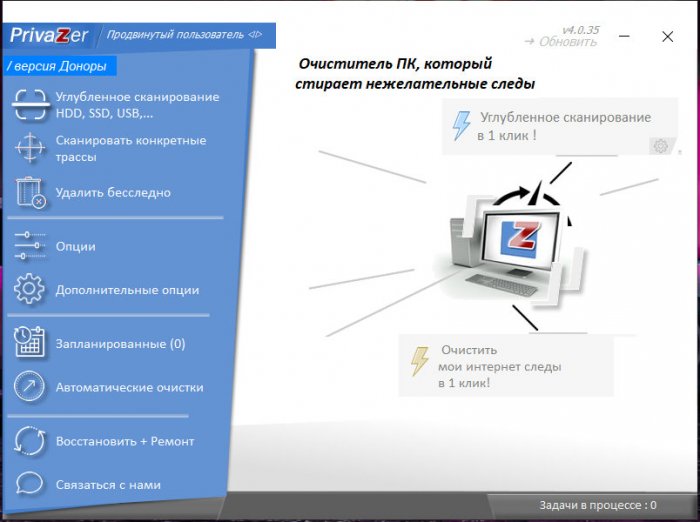 PrivaZer
Продвинутый пользователь
v4.0.35
Обновить
/ версия Доноры
Очиститель ПК, который
стирает нежелательные следы
Углубленное сканирование
HDD, SSD, USB,...
Сканировать конкретные
трассы
Удалить бесследно
Опции
Дополнительные опции
Запланированные (0)
Автоматические очистки
Восстановить + Ремонт
Связаться с нами
Углубленное сканирование
в 1 клик !
Z
Очистить
мои интернет следы
в 1 клик!
Задачи в процессе : 0